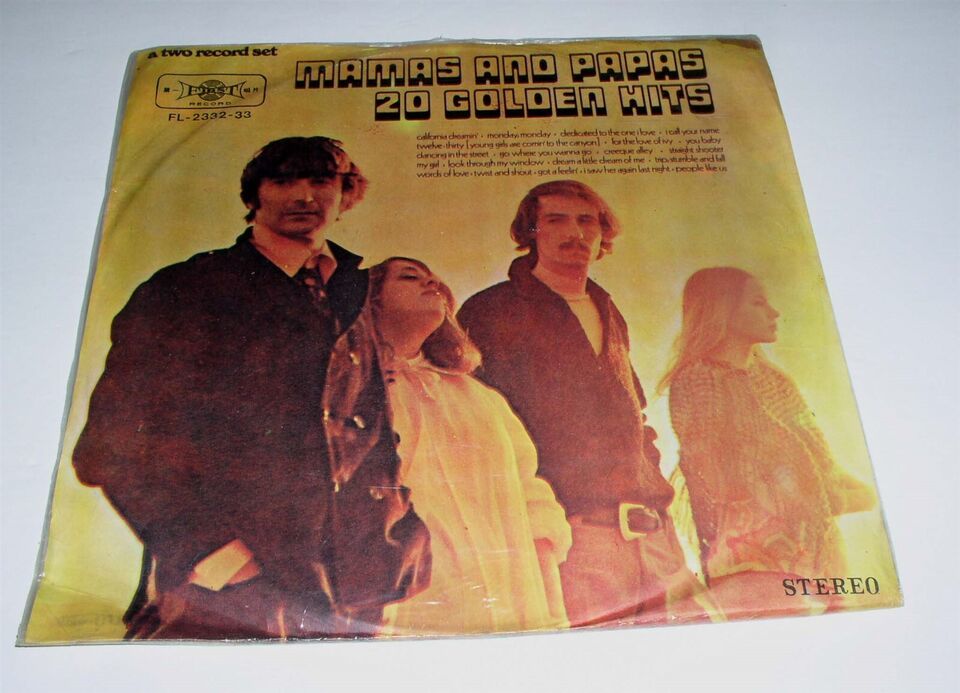 a two record set
MAMAS AND PAPAS
20 GOLDEN HITS
第一 FIRST 唱片
RECORD
FL-2332-33
california dreamin' • monday, monday • dedicated to the one i love • i call your name
twelve-thirty [young girls are comin' to the canyon] • for the love of ivy • you baby
dancing in the street • go where you wanna go • creeque alley • straight shooter
my girl • look through my window • dream a little dream of me • trip, stumble and fall
words of love • twist and shout • got a feelin' • i saw her again last night • people like us
STEREO